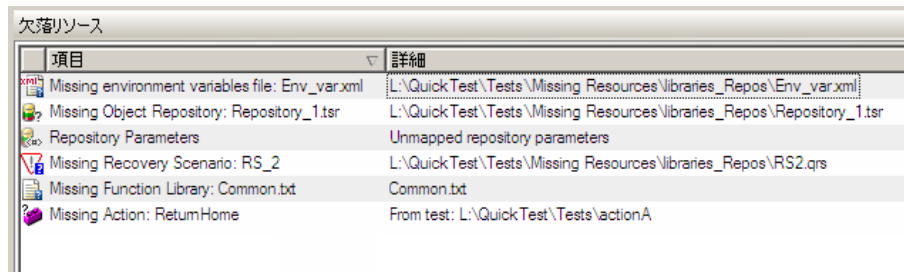 欠落リソース
項目 詳細
Missing environment variables file: Env_var.xml L:\QuickTest\Tests\Missing Resources\libraries_Repos\Env_var.xml
Missing Object Repository: Repository_1.tsr L:\QuickTest\Tests\Missing Resources\libraries_Repos\Repository_1.tsr
Repository Parameters Unmapped repository parameters
Missing Recovery Scenario: RS_2 L:\QuickTest\Tests\Missing Resources\libraries_Repos\RS2.qrs
Missing Function Library: Common.txt Common.txt
Missing Action: ReturnHome From test: L:\QuickTest\Tests\actionA